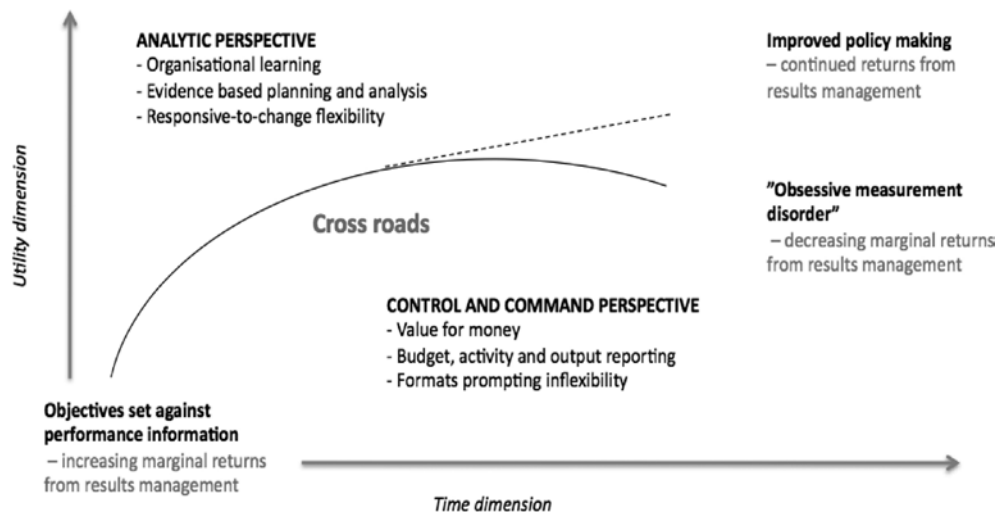 ANALYTIC PERSPECTIVE
- Organisational learning
- Evidence based planning and analysis
- Responsive-to-change flexibility
Improved policy making
– continued returns from
results management
Utility dimension
Cross roads
”Obsessive measurement
disorder”
– decreasing marginal returns
from results management
CONTROL AND COMMAND PERSPECTIVE
- Value for money
- Budget, activity and output reporting
- Formats prompting inflexibility
Objectives set against
performance information
– increasing marginal returns
from results management
Time dimension